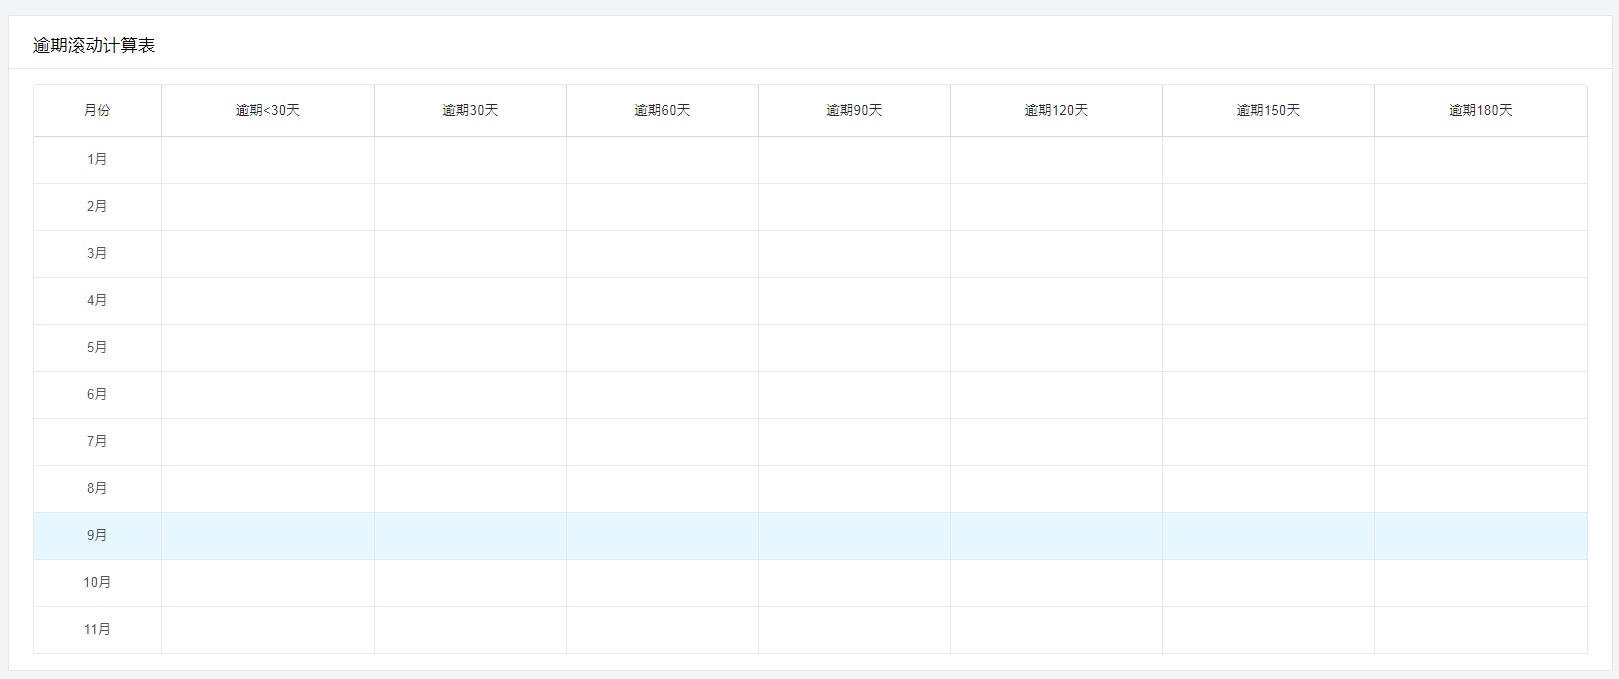 逾期滚动计算表
月份 逾期<30天 逾期30天 逾期60天 逾期90天 逾期120天 逾期150天 逾期180天
1月
2月
3月
4月
5月
6月
7月
8月
9月
10月
11月